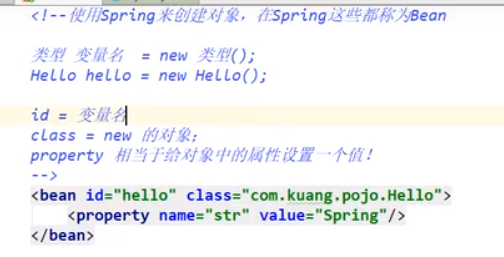 <!--使用Spring来创建对象，在Spring这些都称为Bean
类型 变量名 = new 类型();
Hello hello = new Hello();
id = 变量名
class = new 的对象;
property 相当于给对象中的属性设置一个值！
-->
<bean id="hello" class="com.kuang.pojo.Hello">
<property name="str" value="Spring"/>
</bean>